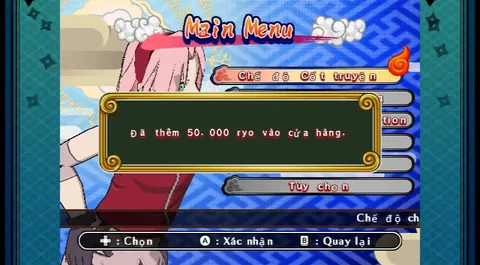 Main Menu
Chế độ Cốt truyện
Đã thêm 50.000 ryo vào cửa hàng.
Tùy chọn
Chế độ ch
: Chọn
A : Xác nhận
B : Quay lại